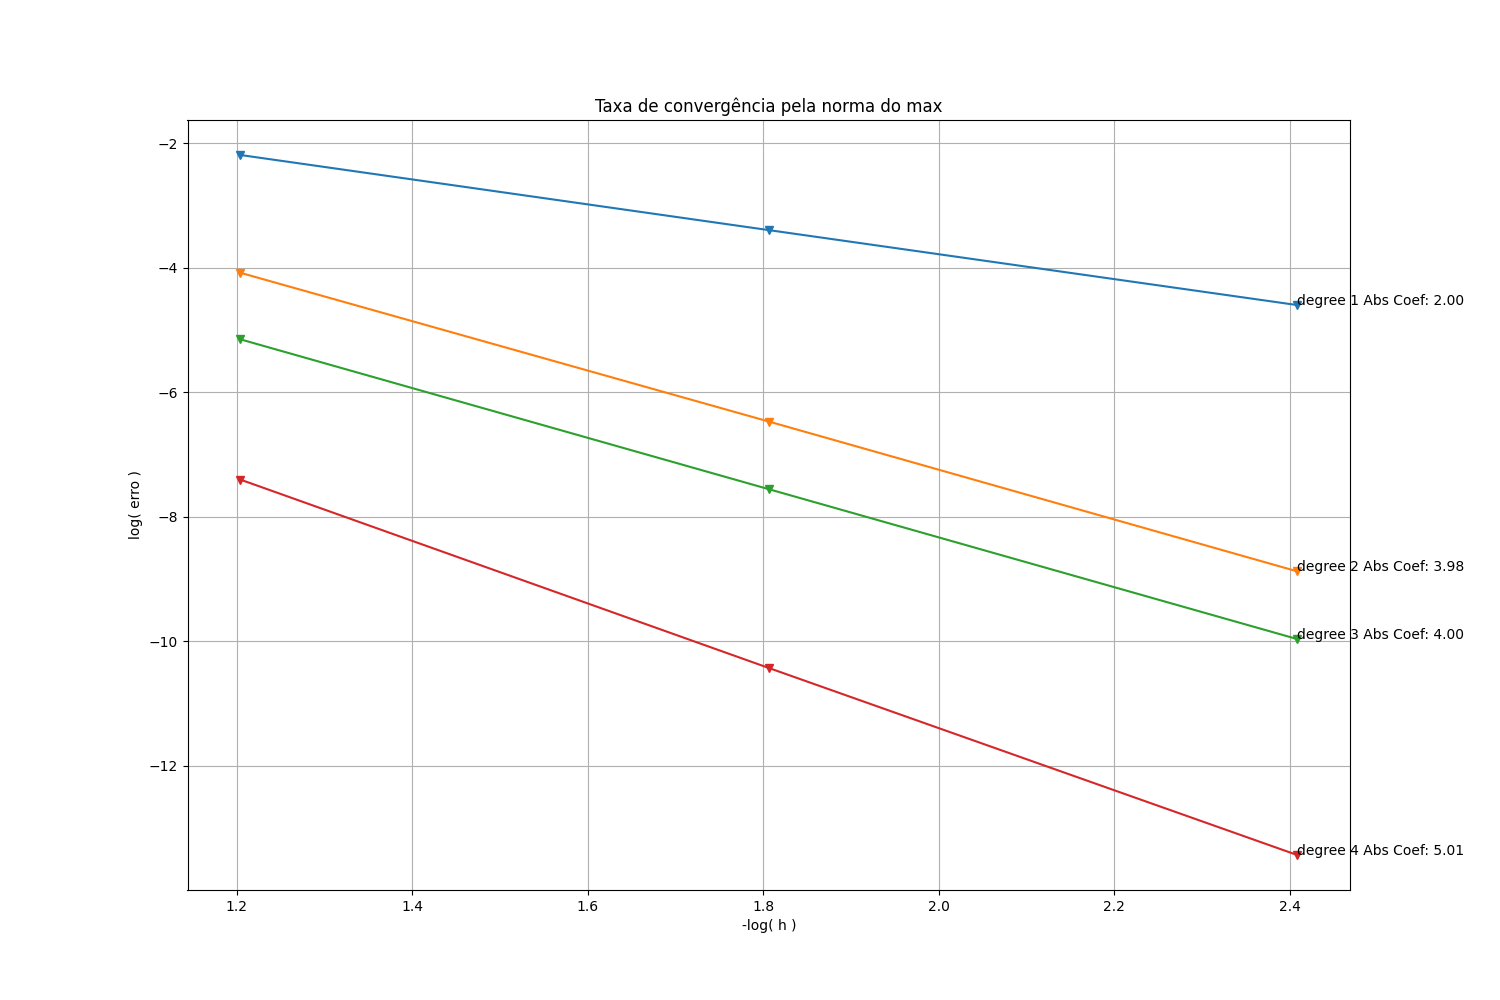 Taxa de convergência pela norma do max
−2
−4
−6
−8
−10
−12
log( erro )
degree 1 Abs Coef: 2.00
degree 2 Abs Coef: 3.98
degree 3 Abs Coef: 4.00
degree 4 Abs Coef: 5.01
1.2 1.4 1.6 1.8 2.0 2.2 2.4
-log( h )